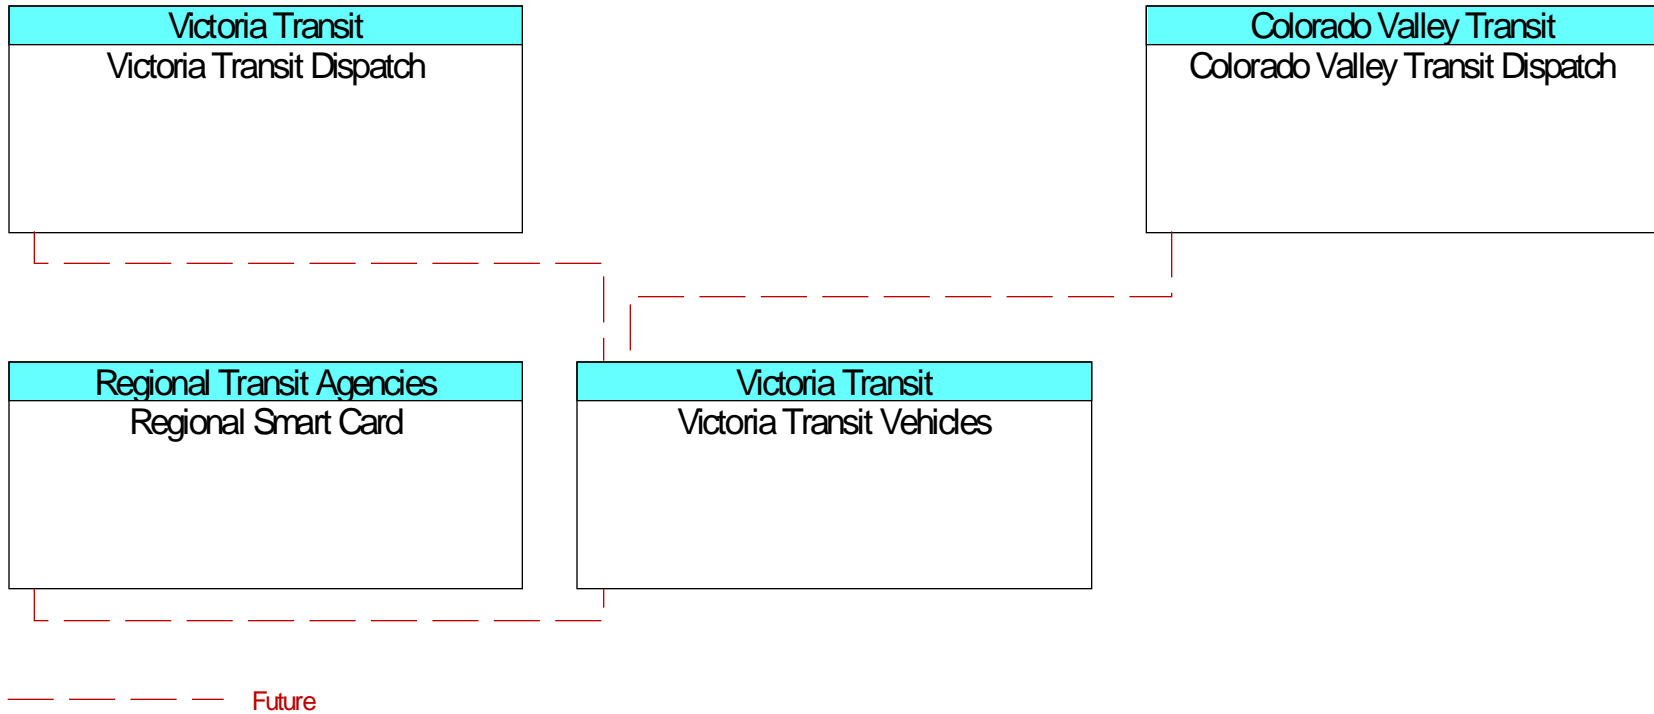 Victoria Transit
Victoria Transit Dispatch
Colorado Valley Transit
Colorado Valley Transit Dispatch
Regional Transit Agencies
Regional Smart Card
Victoria Transit
Victoria Transit Vehicles
Future